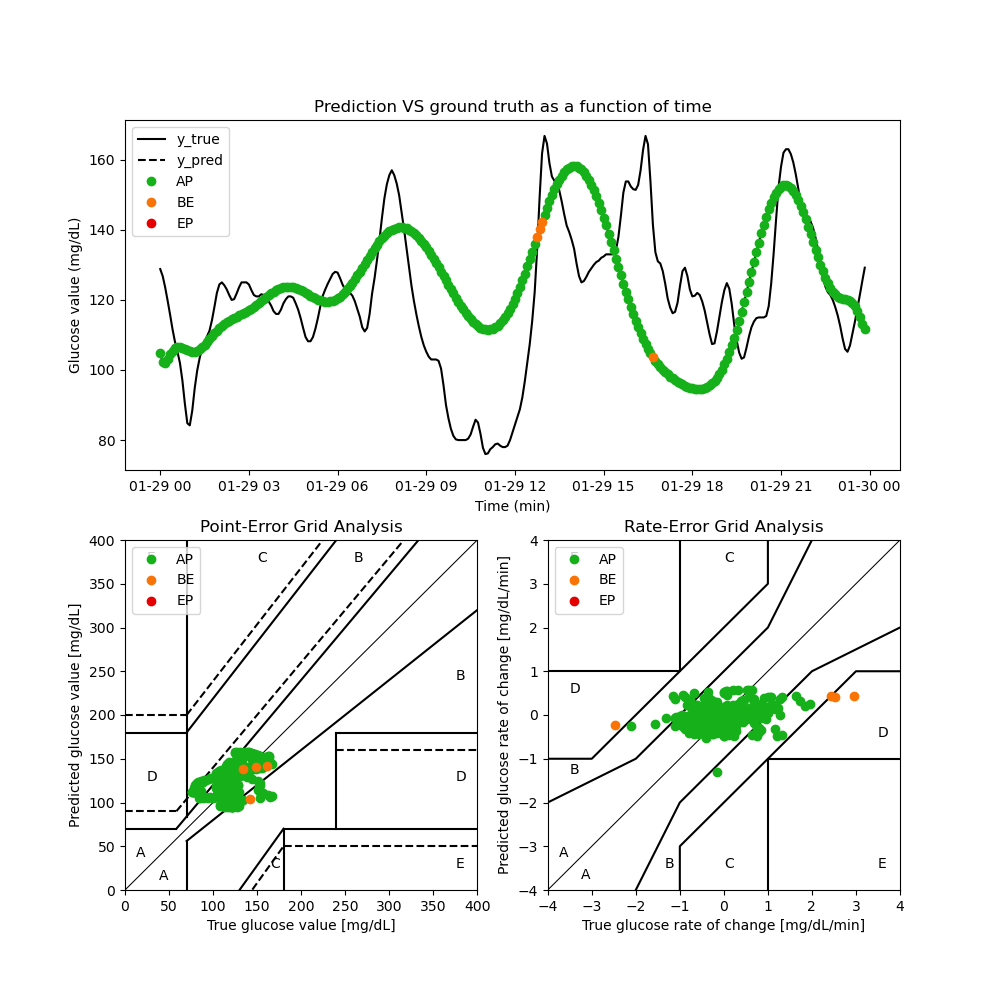 Prediction VS ground truth as a function of time
Glucose value (mg/dL)
160
140
120
100
80
y_true
y_pred
AP
BE
EP
01-29 00 01-29 03 01-29 06 01-29 09 01-29 12 01-29 15 01-29 18 01-29 21 01-30 00
Time (min)
Point-Error Grid Analysis
Predicted glucose value [mg/dL]
400
350
300
250
200
150
100
50
0
AP
BE
EP
C
B
B
D
D
A
A
C
E
0 50 100 150 200 250 300 350 400
True glucose value [mg/dL]
Rate-Error Grid Analysis
Predicted glucose rate of change [mg/dL/min]
4
3
2
1
0
−1
−2
−3
−4
AP
BE
EP
C
D
B
D
A
A
B
C
E
−4 −3 −2 −1 0 1 2 3 4
True glucose rate of change [mg/dL/min]